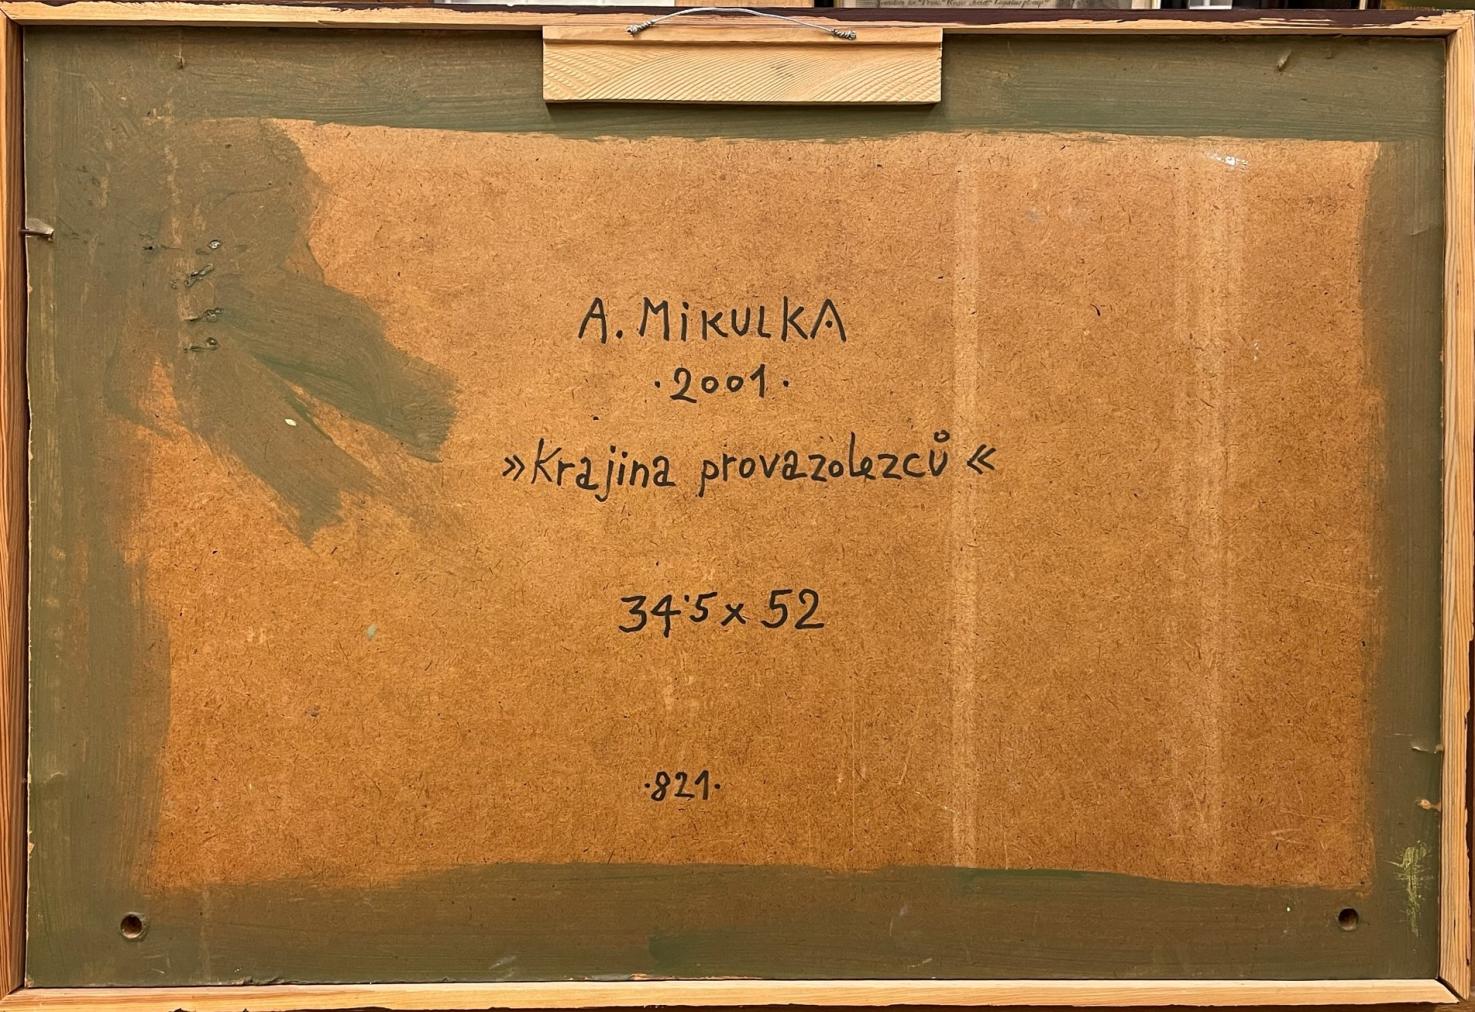 A. MiKULKA
·2001·
»Krajina provazolezců«
34·5 x 52
·821·